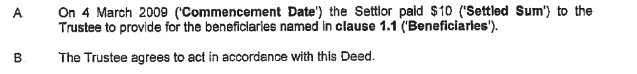 A On 4 March 2009 ('Commencement Date') the Settlor paid $10 ('Settled Sum') to the
Trustee to provide for the beneficiaries named in clause 1.1 ('Beneficiaries').
B The Trustee agrees to act in accordance with this Deed.